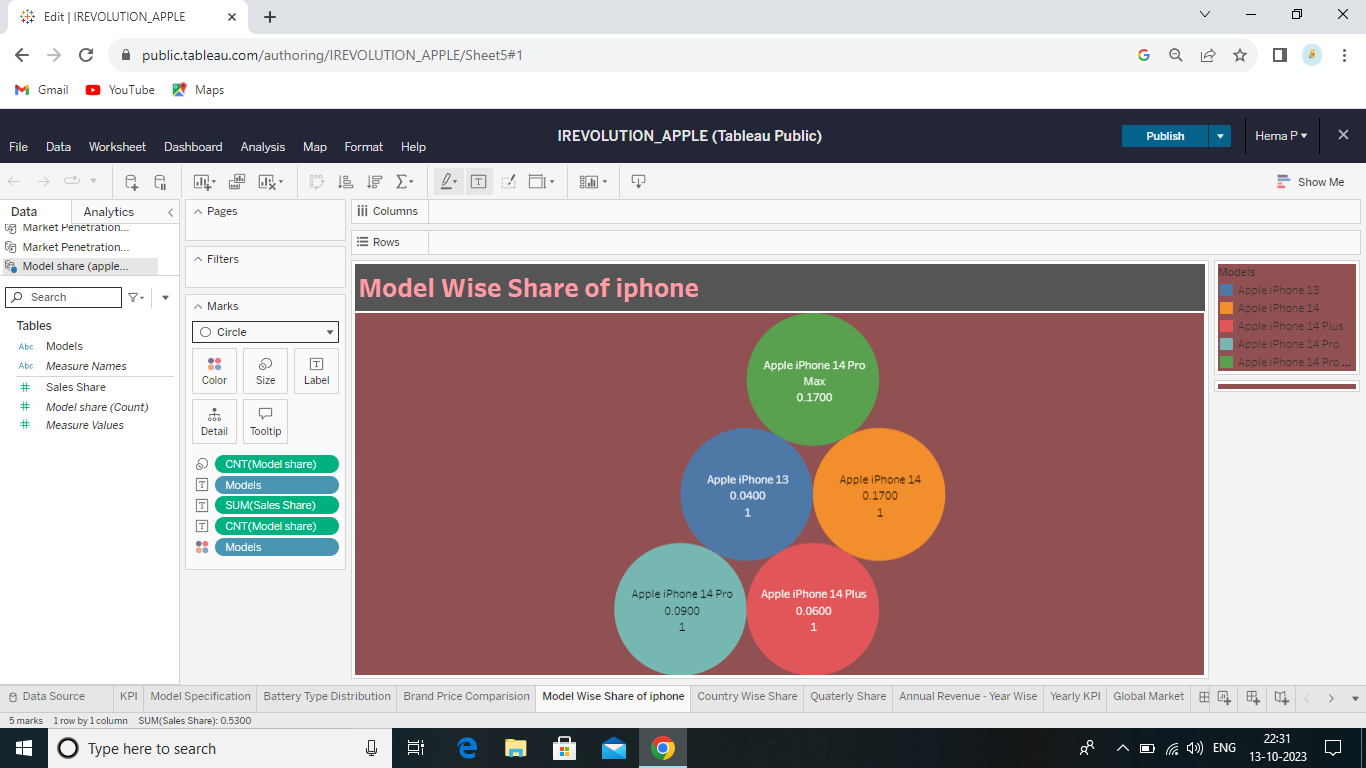 Edit | IREVOLUTION_APPLE
public.tableau.com/authoring/IREVOLUTION_APPLE/Sheet5#1
Gmail YouTube Maps
IREVOLUTION_APPLE (Tableau Public)
Publish
Hema P
File Data Worksheet Dashboard Analysis Map Format Help
Show Me
Data Analytics
Market Penetration...
Market Penetration...
Model share (apple...
Search
Tables
Abc Models
Abc Measure Names
Sales Share
Model share (Count)
Measure Values
Pages
Filters
Marks
Circle
Color Size Label
Detail Tooltip
CNT(Model share)
Models
SUM(Sales Share)
CNT(Model share)
Models
Columns
Rows
Model Wise Share of iphone
Apple iPhone 14 Pro
Max
0.1700
Apple iPhone 13
0.0400
1
Apple iPhone 14
0.1700
1
Apple iPhone 14 Pro
0.0900
1
Apple iPhone 14 Plus
0.0600
1
Models
Apple iPhone 13
Apple iPhone 14
Apple iPhone 14 Plus
Apple iPhone 14 Pro
Apple iPhone 14 Pro ...
Data Source KPI Model Specification Battery Type Distribution Brand Price Comparision Model Wise Share of iphone Country Wise Share Quaterly Share Annual Revenue - Year Wise Yearly KPI Global Market
5 marks 1 row by 1 column SUM(Sales Share): 0.5300
Type here to search
ENG
22:31
13-10-2023